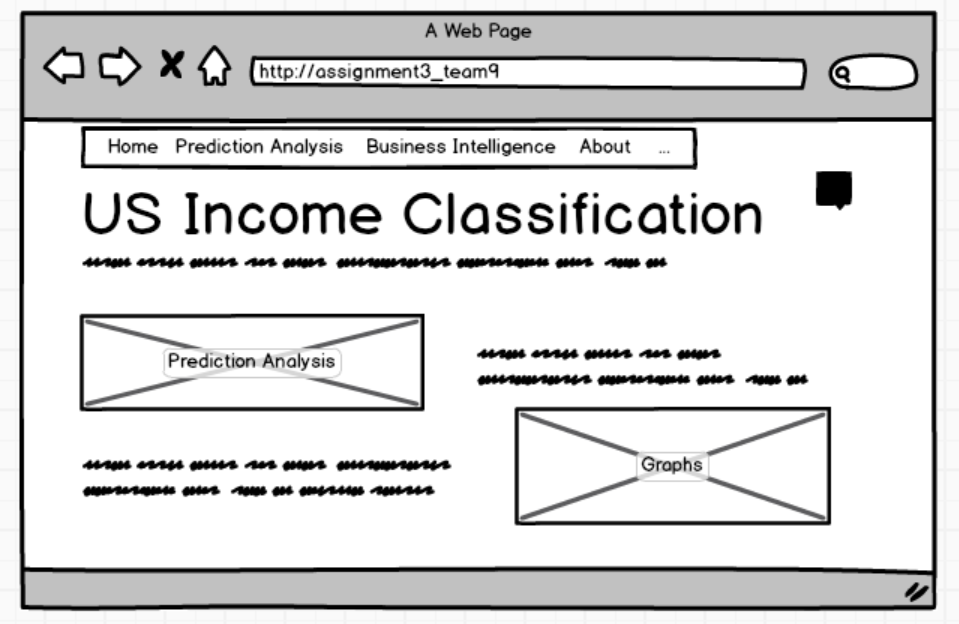 A Web Page
http://assignment3_team9
Home Prediction Analysis Business Intelligence About ...
US Income Classification
Prediction Analysis
Graphs